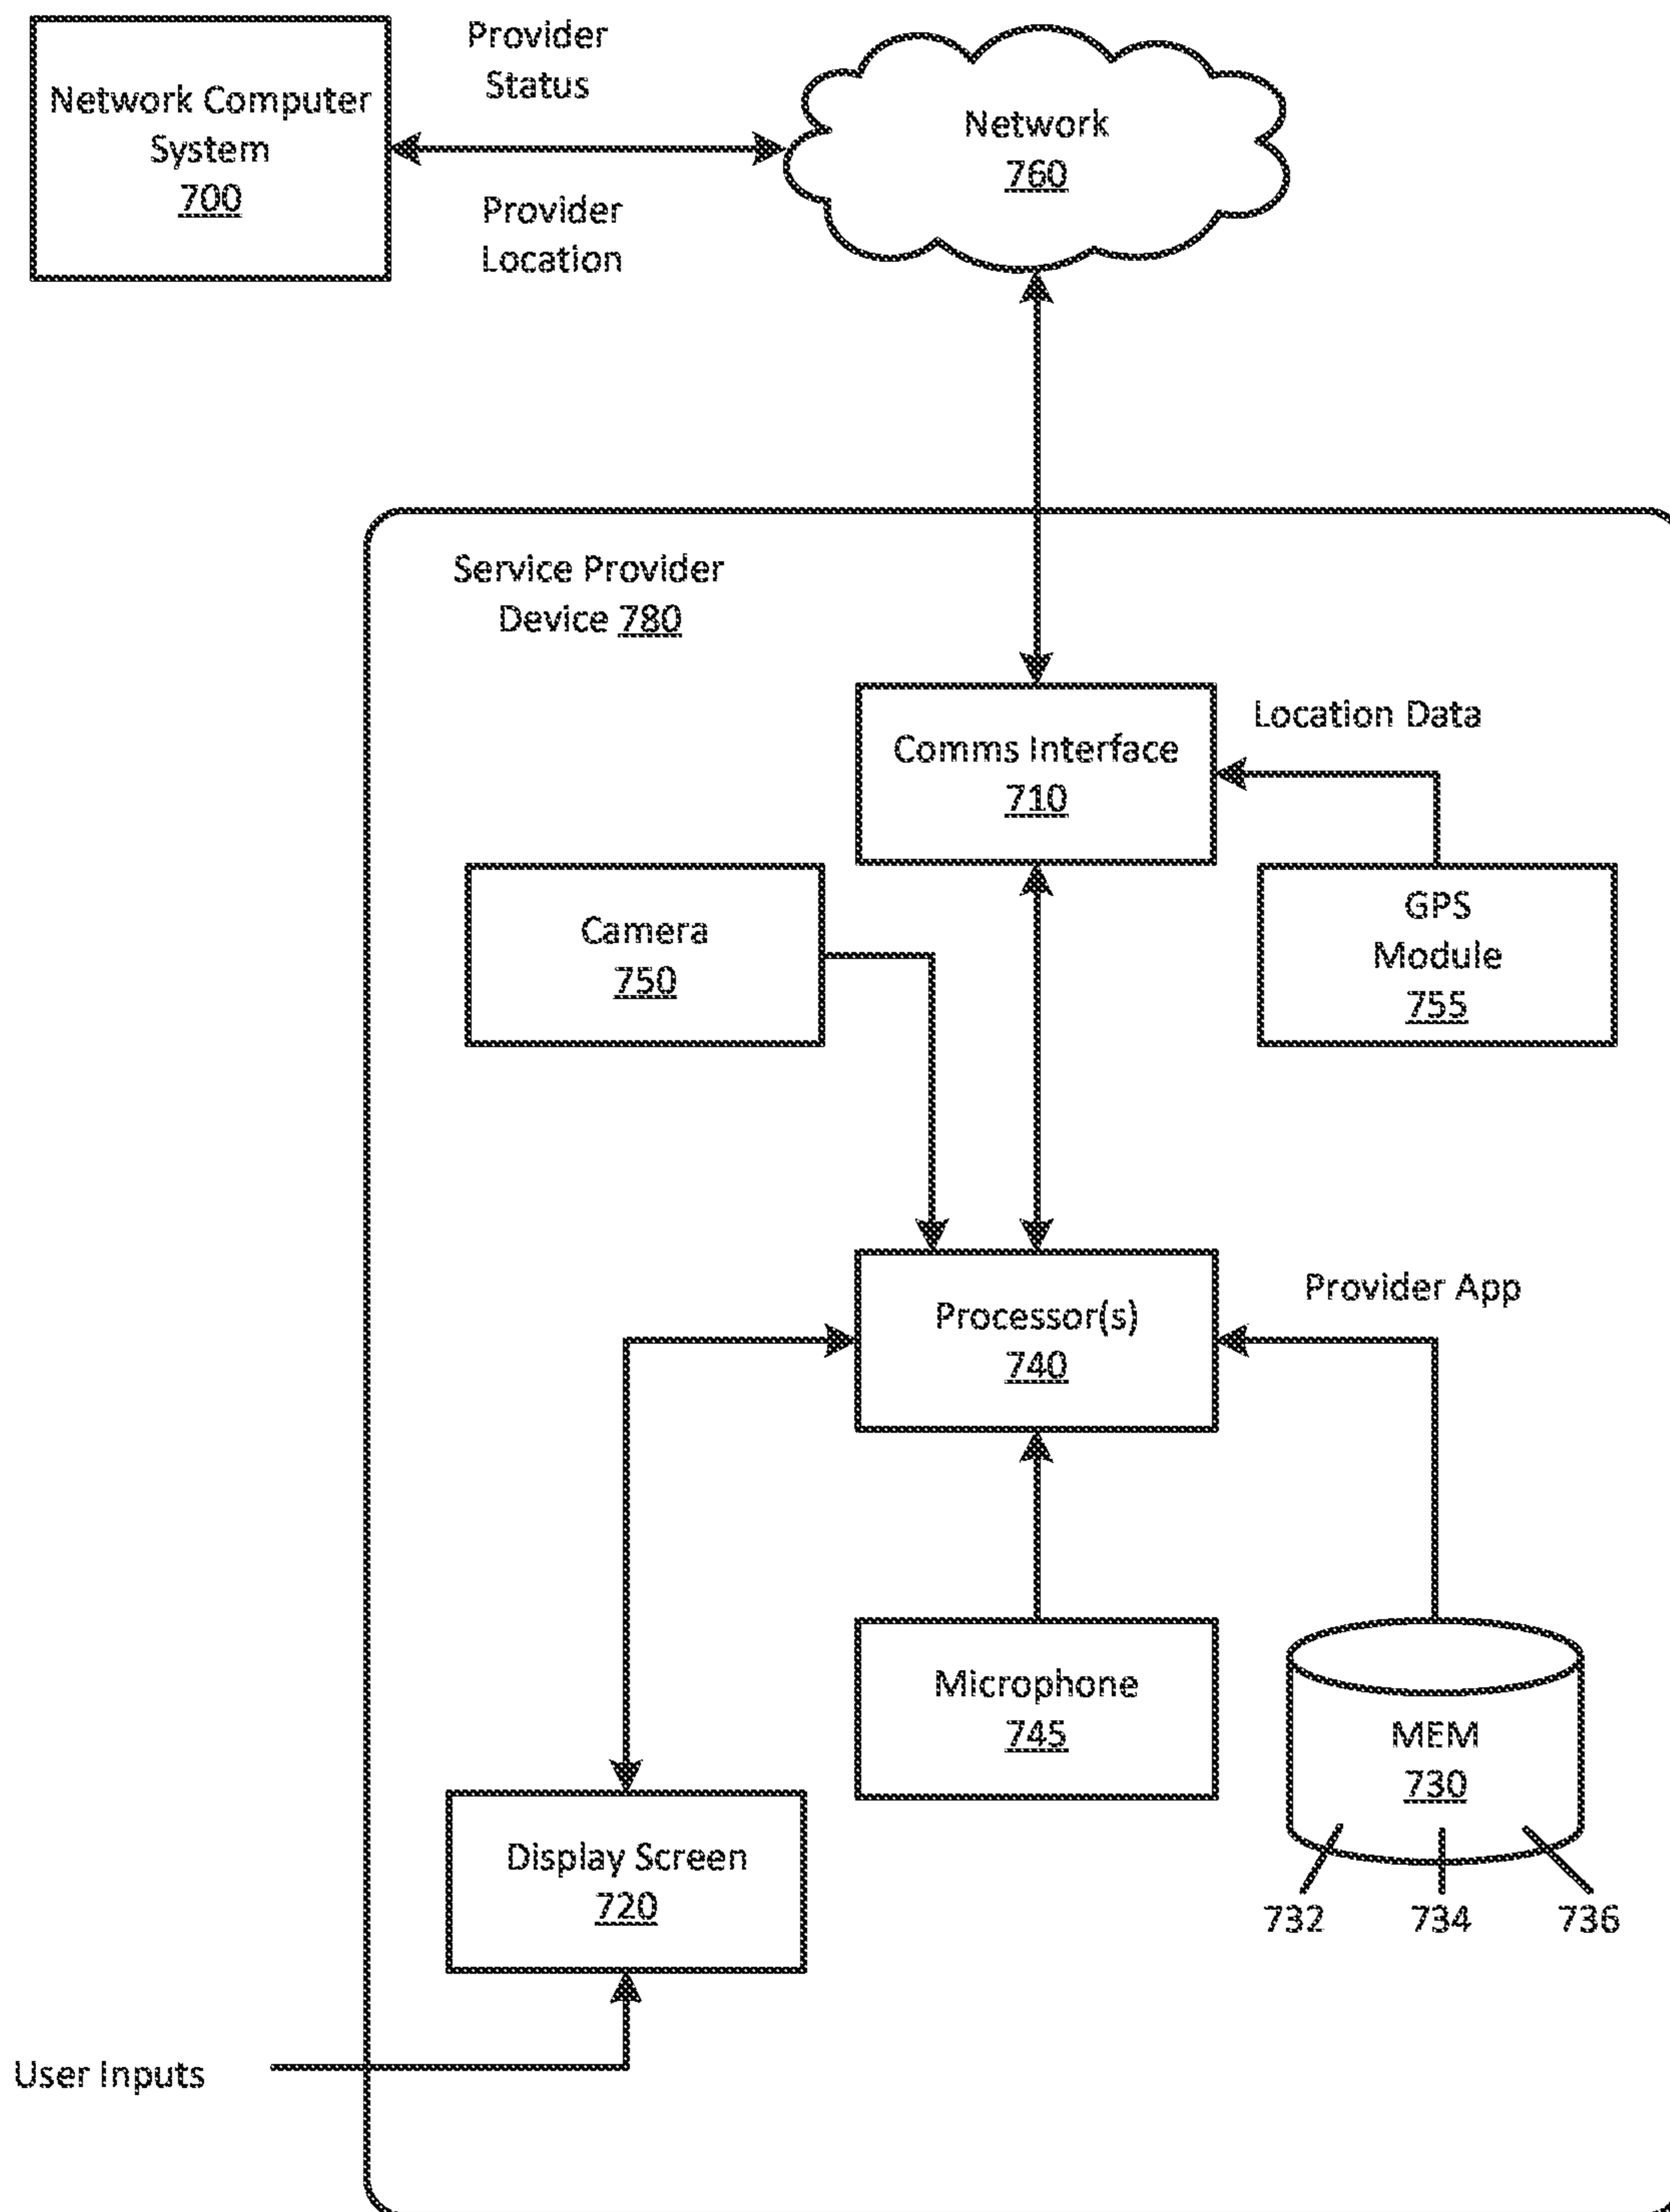 Network Computer
System
700
Provider
Status
Provider
Location
Network
760
Service Provider
Device 780
Comms Interface
710
Location Data
Camera
750
GPS
Module
755
Processor(s)
740
Provider App
Microphone
745
MEM
730
732
734
736
Display Screen
720
User Inputs